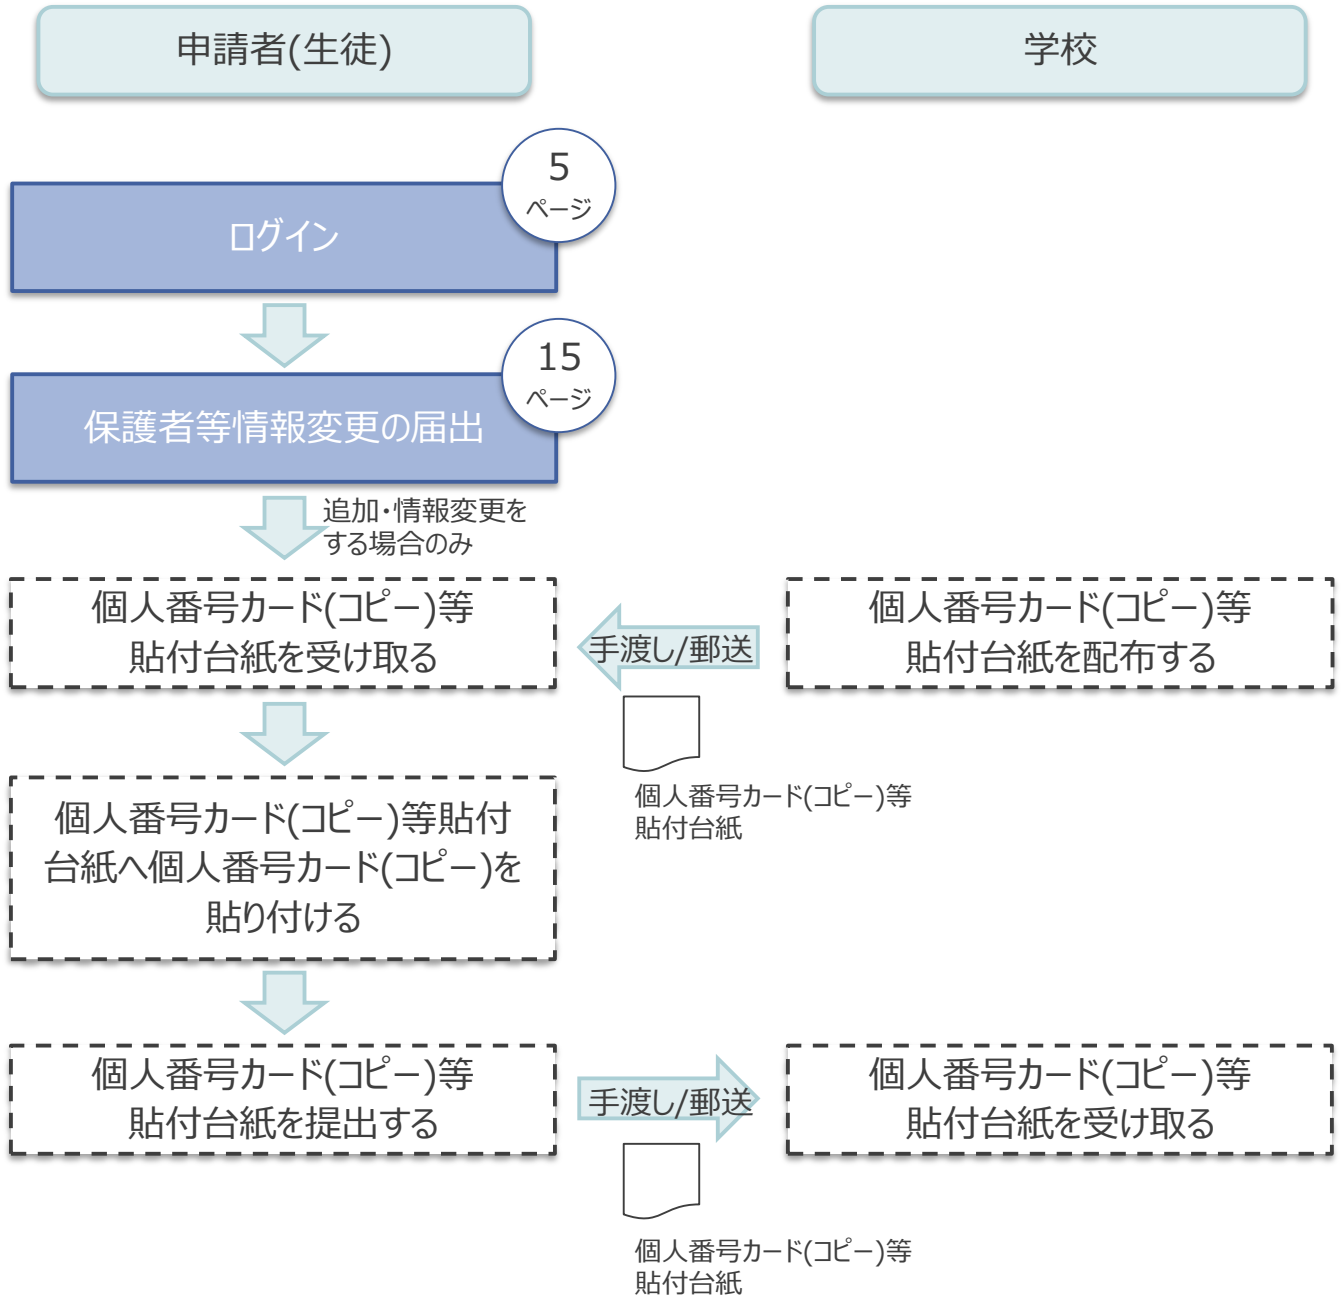 申請者(生徒)
学校
5
ページ
ログイン
15
ページ
保護者等情報変更の届出
追加・情報変更を
する場合のみ
個人番号カード(コピー)等
貼付台紙を受け取る
手渡し/郵送
個人番号カード(コピー)等
貼付台紙を配布する
個人番号カード(コピー)等
貼付台紙
個人番号カード(コピー)等貼付
台紙へ個人番号カード(コピー)を
貼り付ける
個人番号カード(コピー)等
貼付台紙を提出する
手渡し/郵送
個人番号カード(コピー)等
貼付台紙を受け取る
個人番号カード(コピー)等
貼付台紙